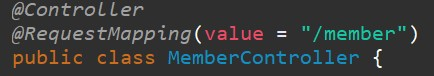 @Controller
@RequestMapping(value = "/member")
public class MemberController {